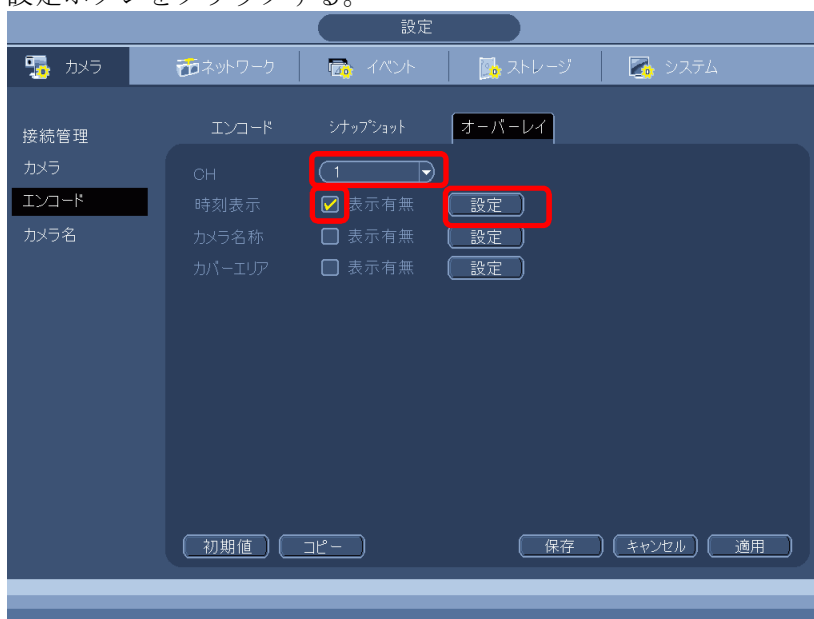 設定ボタンをクリックする。
設定
カメラ ネットワーク イベント ストレージ システム
接続管理 エンコード シナップショット オーバーレイ
カメラ CH 1
エンコード 時刻表示 表示有無 設定
カメラ名 カメラ名称 表示有無 設定
カバーエリア 表示有無 設定
初期値 コピー 保存 キャンセル 適用